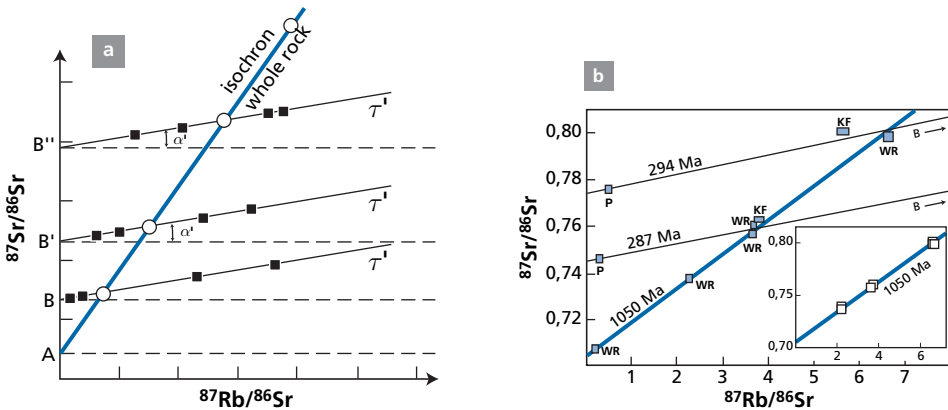 a
isochron
whole rock
τ'
B''
α'
τ'
B'
α'
τ'
B
A
87Sr/86Sr
87Rb/86Sr
b
0,80
0,78
0,76
0,74
0,72
KF
WR
B
294 Ma
P
KF
WR
WR
B
287 Ma
P
WR
1050 Ma
WR
0,80
0,75
0,70
1050 Ma
2
4
6
1
2
3
4
5
6
7
87Sr/86Sr
87Rb/86Sr